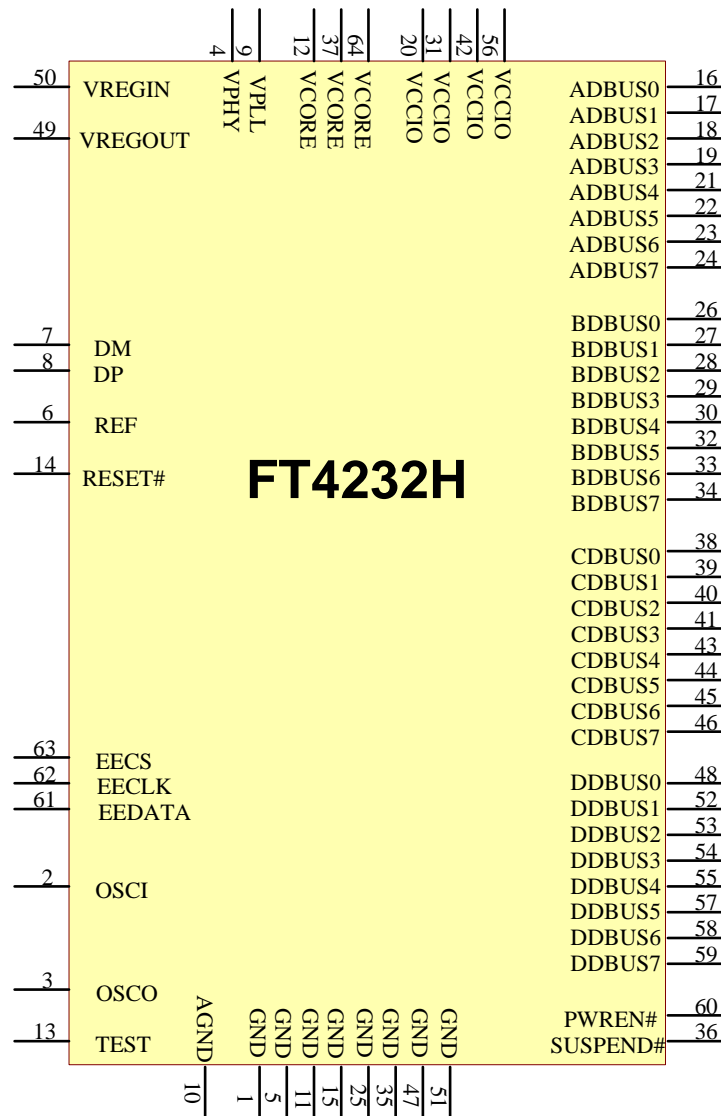 4 9 12 37 64 20 31 42 56
VPHY VPLL VCORE VCORE VCORE VCCIO VCCIO VCCIO VCCIO
50 VREGIN
49 VREGOUT
7 DM
8 DP
6 REF
14 RESET#
63 EECS
62 EECLK
61 EEDATA
2 OSCI
3 OSCO
13 TEST
FT4232H
ADBUS0 16
ADBUS1 17
ADBUS2 18
ADBUS3 19
ADBUS4 21
ADBUS5 22
ADBUS6 23
ADBUS7 24
BDBUS0 26
BDBUS1 27
BDBUS2 28
BDBUS3 29
BDBUS4 30
BDBUS5 32
BDBUS6 33
BDBUS7 34
CDBUS0 38
CDBUS1 39
CDBUS2 40
CDBUS3 41
CDBUS4 43
CDBUS5 44
CDBUS6 45
CDBUS7 46
DDBUS0 48
DDBUS1 52
DDBUS2 53
DDBUS3 54
DDBUS4 55
DDBUS5 57
DDBUS6 58
DDBUS7 59
PWREN# 60
SUSPEND# 36
AGND GND GND GND GND GND GND GND GND
10 1 5 11 15 25 35 47 51